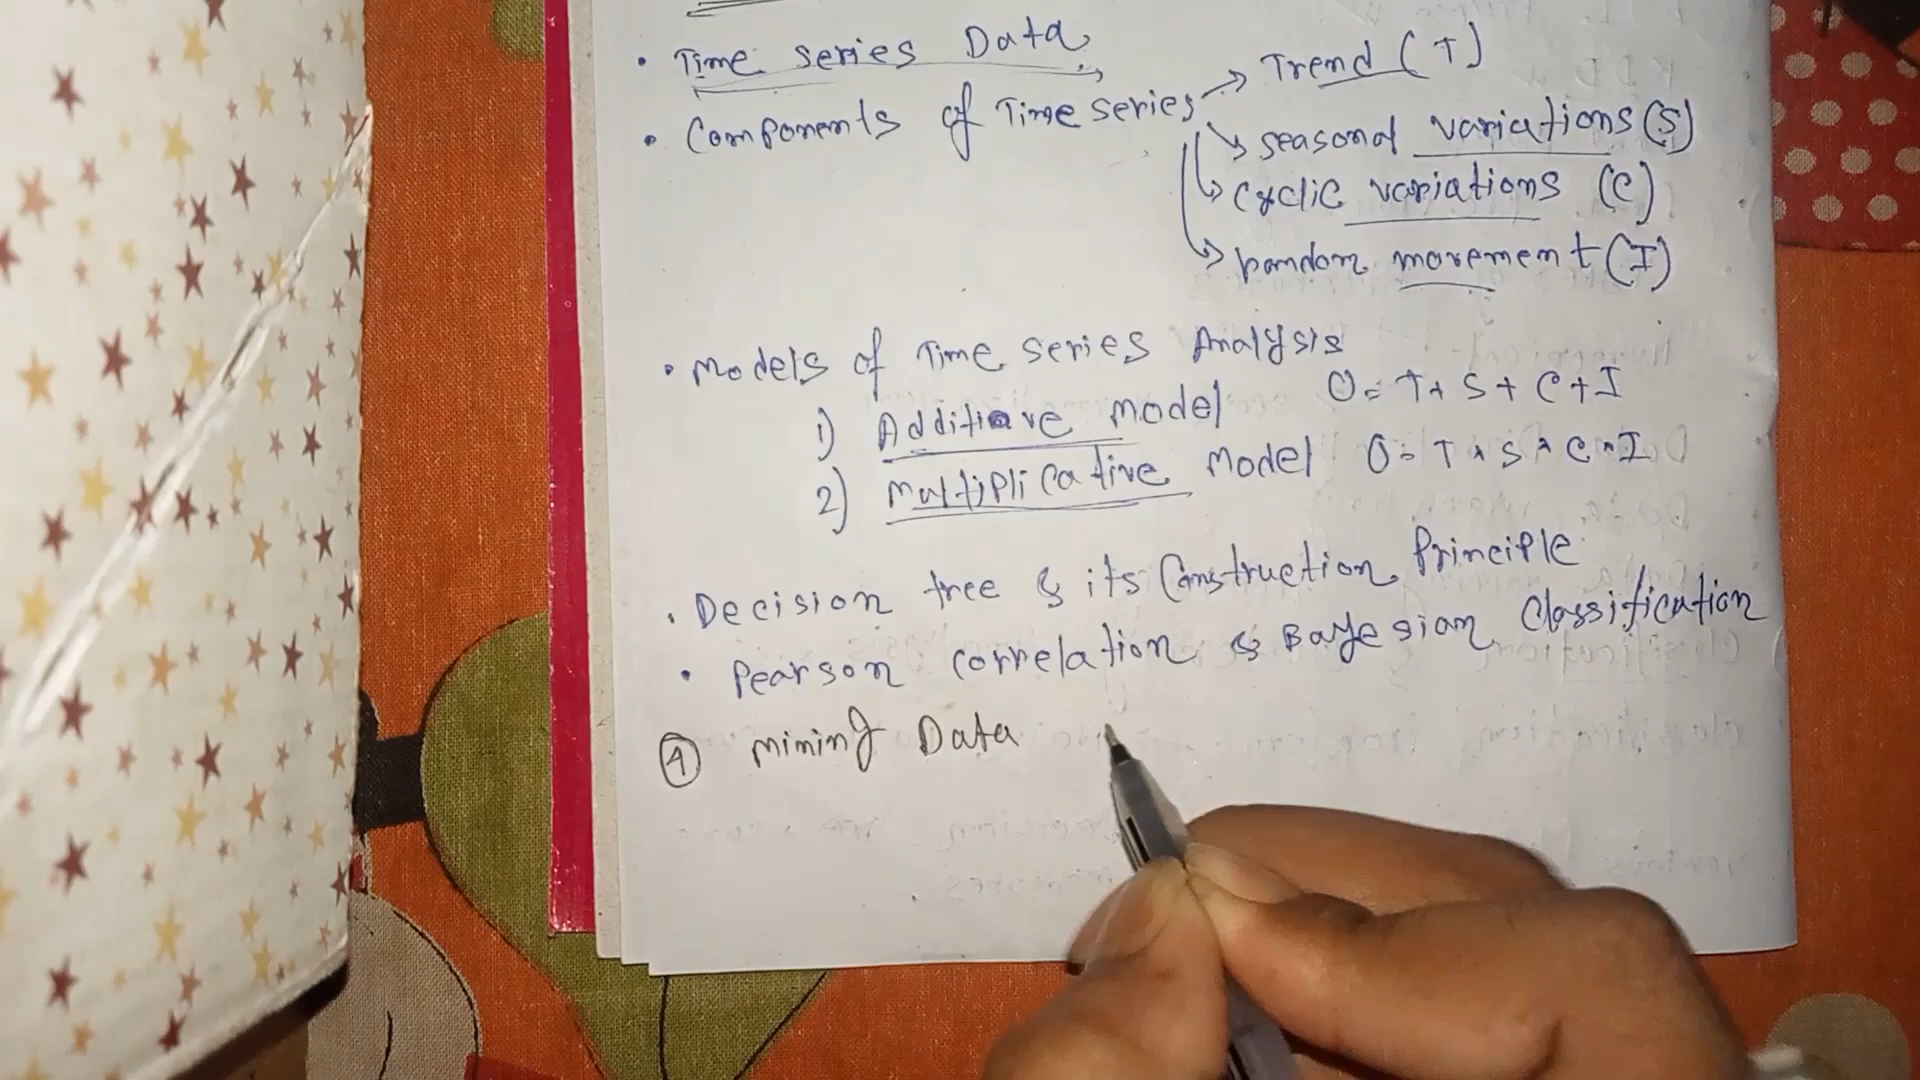 • Time series Data
• Components of Time series → Trend (T)
↳ seasonal variations (S)
↳ cyclic variations (C)
↳ Random movement (I)
• Models of Time series Analysis
1) Additive Model O = T + S + C + I
2) Multiplicative Model O = T * S * C * I
• Decision tree & its Construction Principle
• Pearson Correlation & Bayesian Classification
④ Mining Data